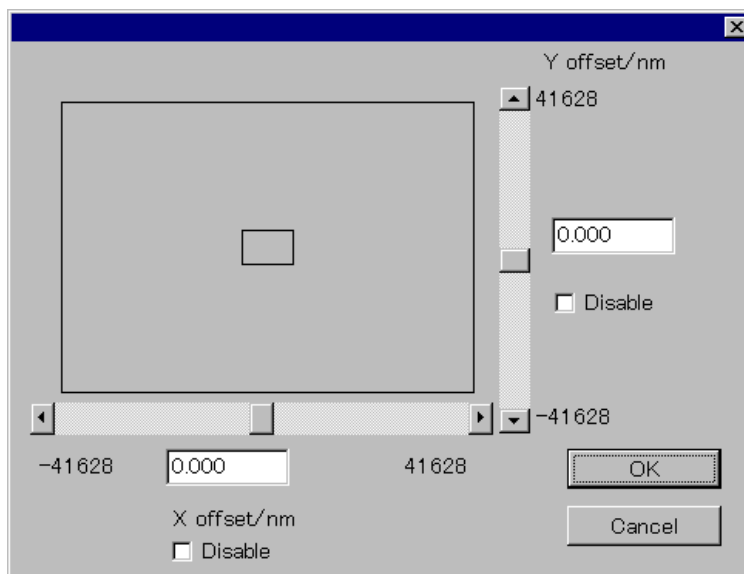 Y offset/nm
41628
0.000
Disable
-41628
-41628
0.000
41628
X offset/nm
Disable
OK
Cancel